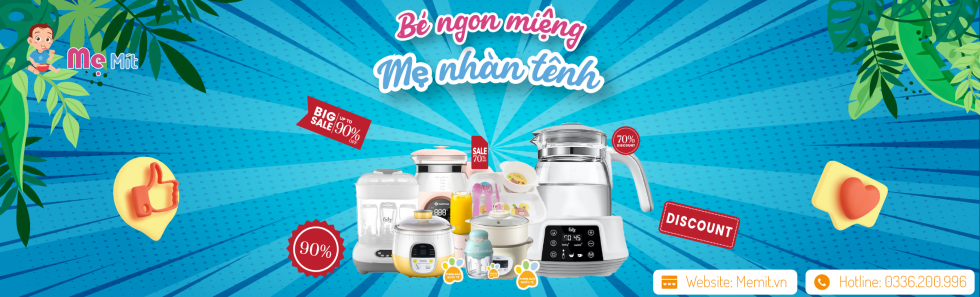 Bé ngon miệng
Mẹ nhàn tênh
Mẹ Mít
BIG SALE UP TO 90% OFF
SALE 70%
70% DISCOUNT
90%
DISCOUNT
Website: Memit.vn
Hotline: 0336.200.996